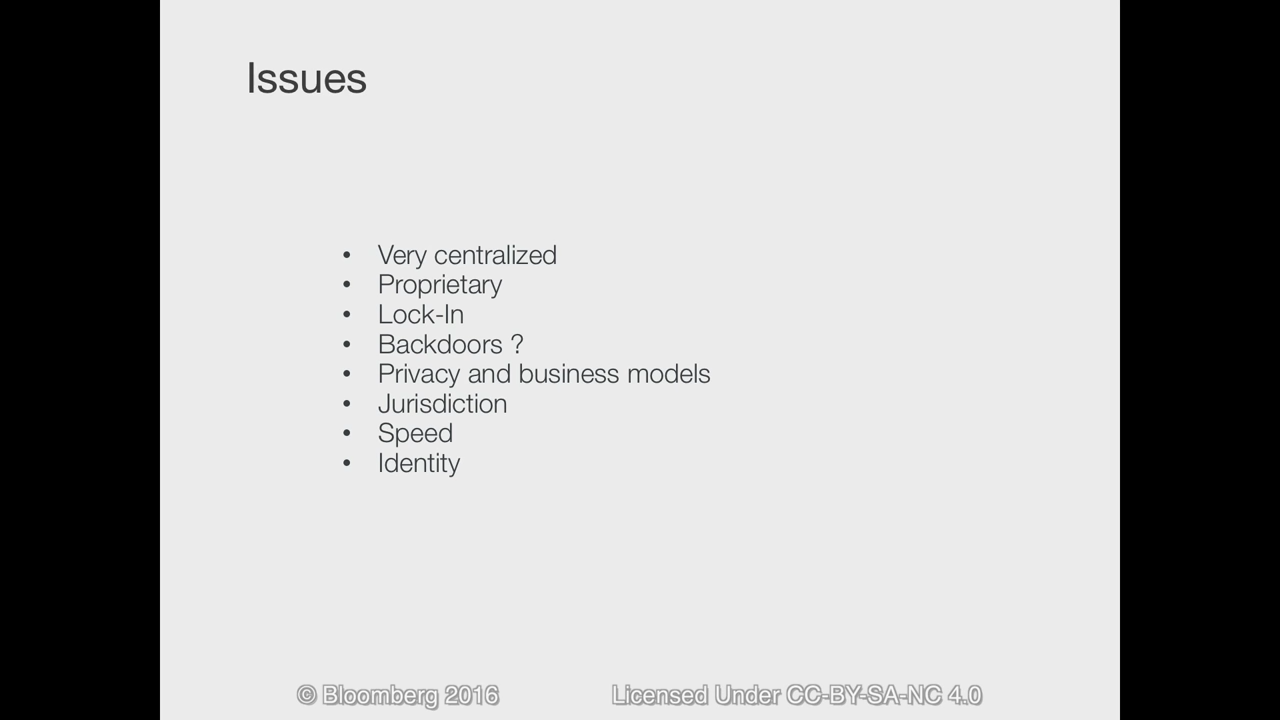 Issues
• Very centralized
• Proprietary
• Lock-In
• Backdoors ?
• Privacy and business models
• Jurisdiction
• Speed
• Identity
© Bloomberg 2016 Licensed Under CC-BY-SA-NC 4.0